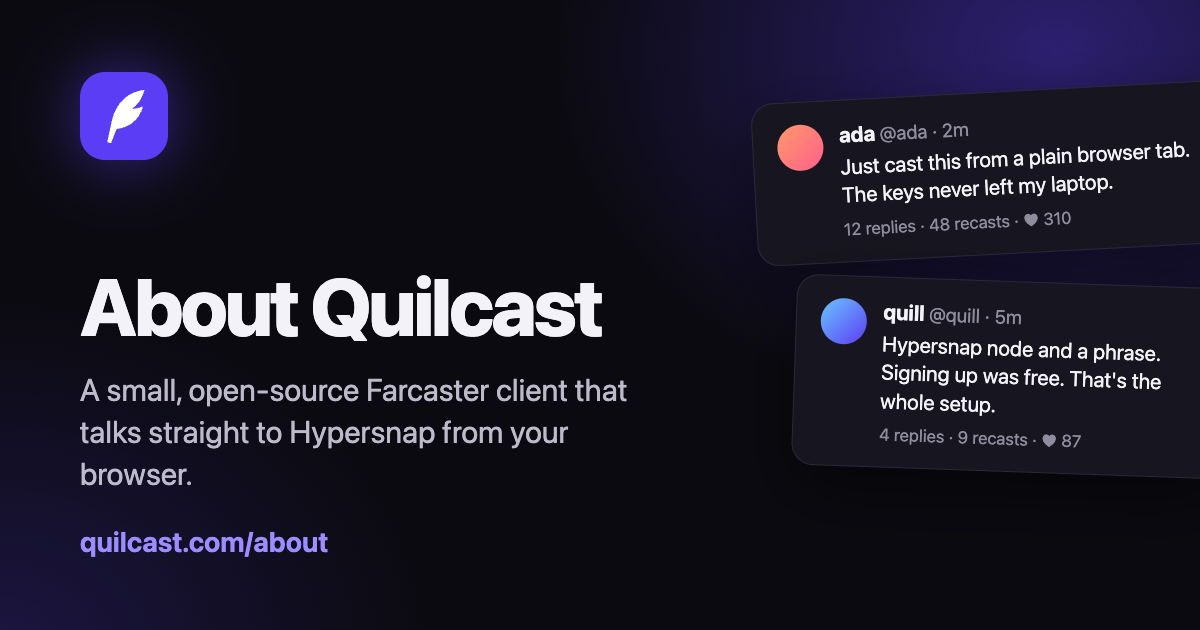 About Quilcast
A small, open-source Farcaster client that
talks straight to Hypersnap from your
browser.
quilcast.com/about
ada @ada · 2m
Just cast this from a plain browser tab.
The keys never left my laptop.
12 replies · 48 recasts · ♥ 310
quill @quill · 5m
Hypersnap node and a phrase.
Signing up was free. That's the
whole setup.
4 replies · 9 recasts · ♥ 87